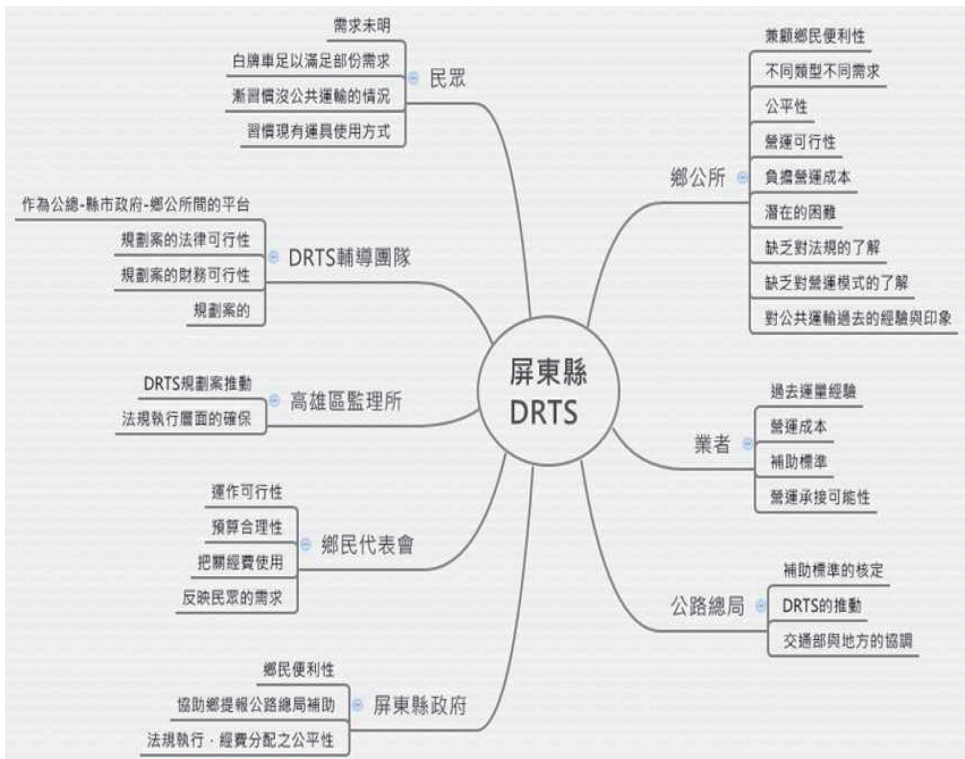 屏東縣
DRTS
民眾
需求未明
白牌車足以滿足部份需求
漸習慣沒公共運輸的情況
習慣現有運具使用方式
DRTS輔導團隊
作為公總-縣市政府-鄉公所間的平台
規劃案的法律可行性
規劃案的財務可行性
規劃案的
高雄區監理所
DRTS規劃案推動
法規執行層面的確保
鄉民代表會
運作可行性
預算合理性
把關經費使用
反映民眾的需求
屏東縣政府
鄉民便利性
協助鄉提報公路總局補助
法規執行．經費分配之公平性
鄉公所
兼顧鄉民便利性
不同類型不同需求
公平性
營運可行性
負擔營運成本
潛在的困難
缺乏對法規的了解
缺乏對營運模式的了解
對公共運輸過去的經驗與印象
業者
過去運量經驗
營運成本
補助標準
營運承接可能性
公路總局
補助標準的核定
DRTS的推動
交通部與地方的協調